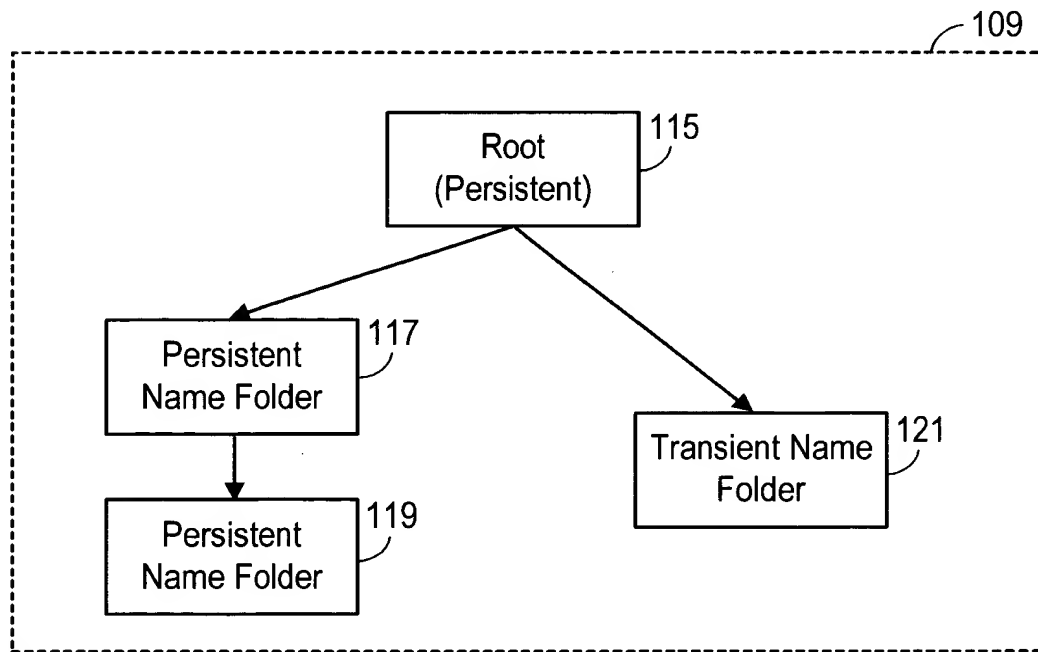 109
Root
(Persistent)
115
Persistent
Name Folder
117
Transient Name
Folder
121
Persistent
Name Folder
119